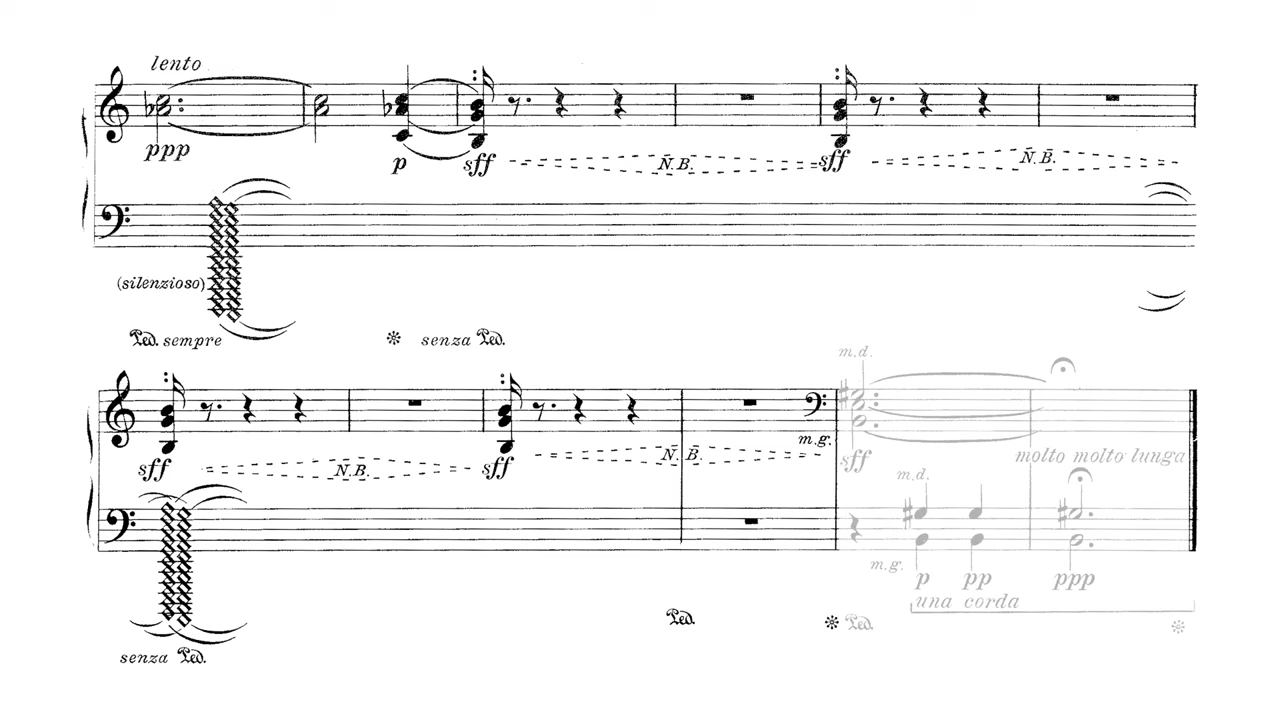 lento
ppp p sff N.B. sff N.B.
(silenzioso)
Ped. sempre senza Ped.
m.d.
m.g.
sff N.B. sff N.B. sff molto molto lunga
m.d.
m.g. p pp ppp
una corda
Ped. Ped.
senza Ped.